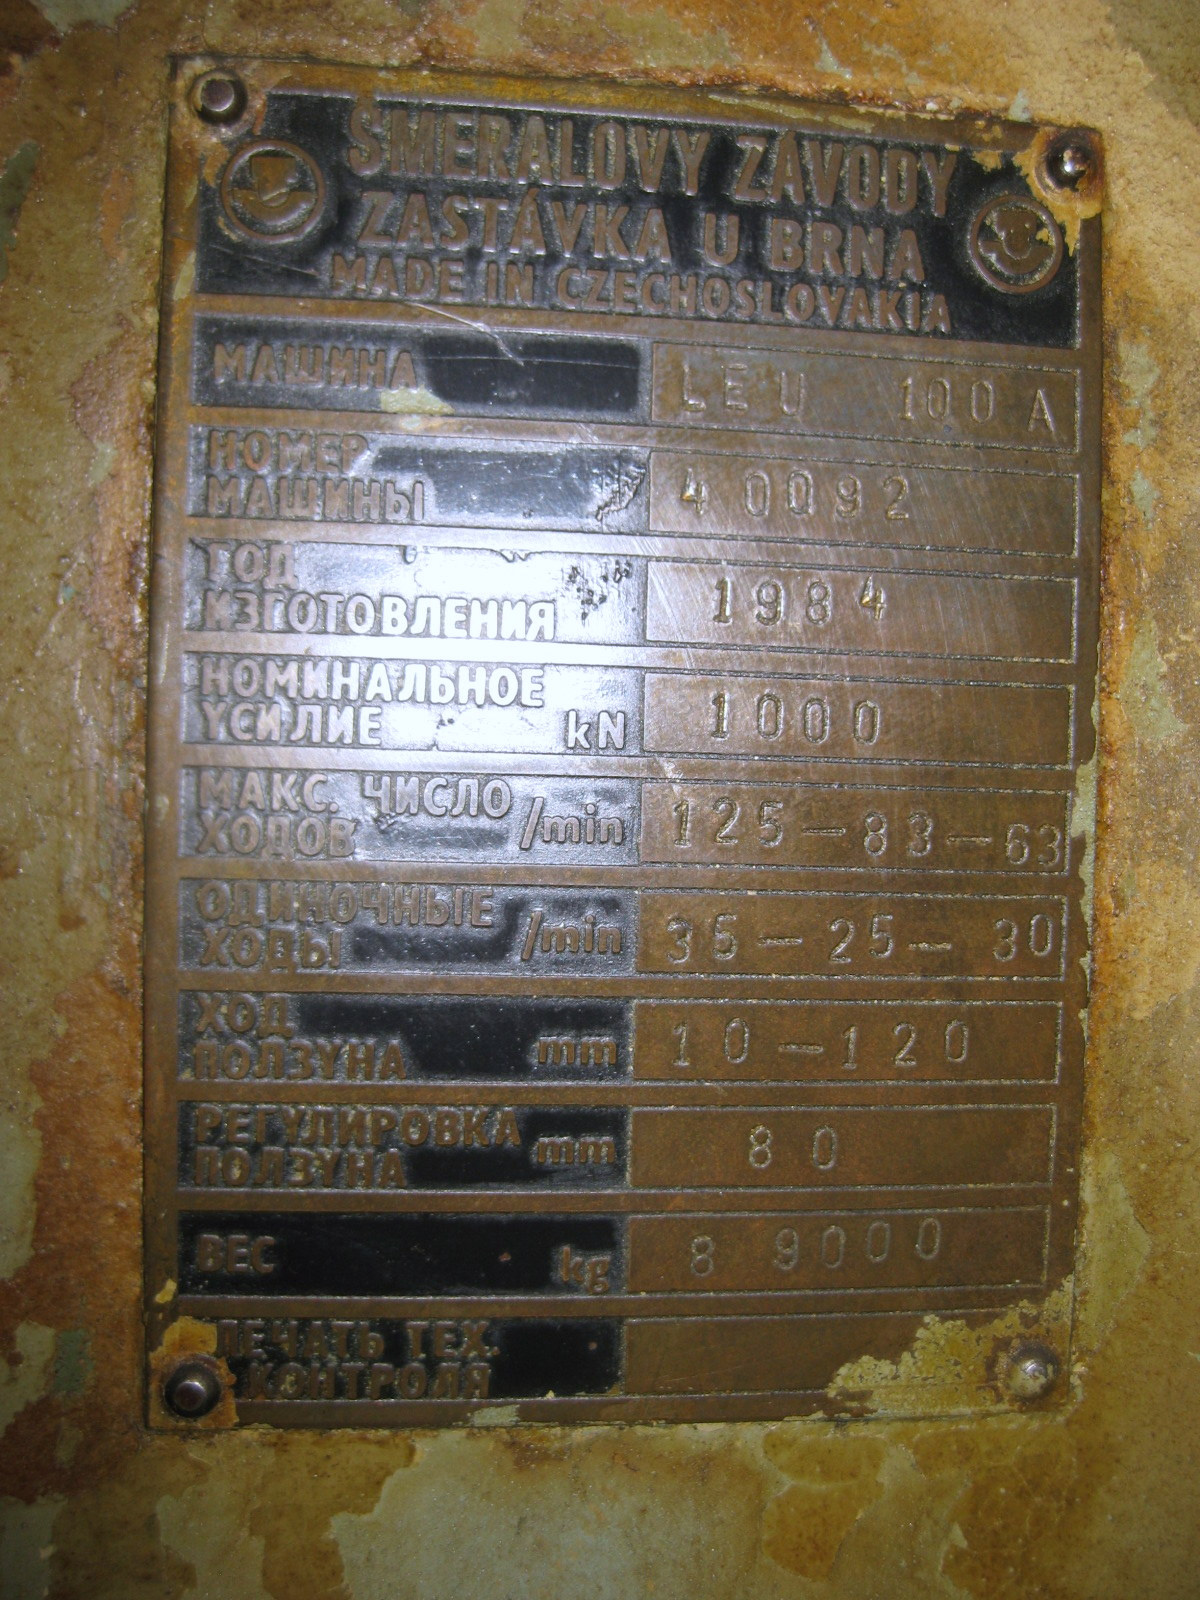 ŠMERALOVY ZÁVODY
ZASTÁVKA U BRNA
MADE IN CZECHOSLOVAKIA
МАШИНА LEU 100 A
НОМЕР
МАШИНЫ 40092
ГОД
ИЗГОТОВЛЕНИЯ 1984
НОМИНАЛЬНОЕ
УСИЛИЕ kN 1000
МАКС. ЧИСЛО
ХОДОВ /min 125-83-63
ОДИНОЧНЫЕ
ХОДЫ /min 35-25-30
ХОД
ПОЛЗУНА mm 10-120
РЕГУЛИРОВКА
ПОЛЗУНА mm 80
ВЕС kg 8 9000
ПЕЧАТЬ ТЕХ.
КОНТРОЛЯ